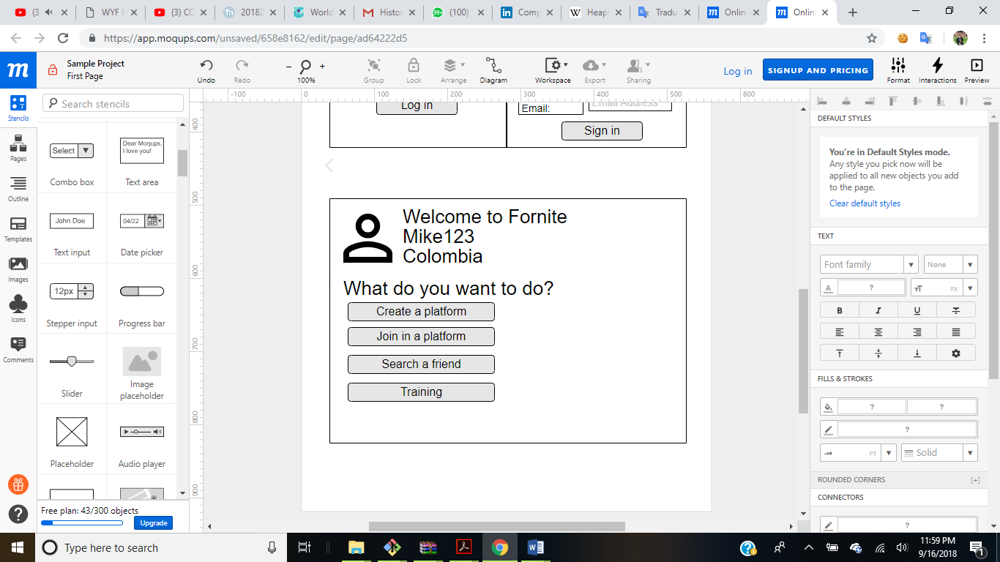 (3)
WYF F
(3) CC
20182
World
M
Histor
99+
(100)
in
Comp
W
Heap
Tradu
m
Onlin
m
Onlin
https://app.moqups.com/unsaved/658e8162/edit/page/ad64222d5
m
Sample Project
First Page
Undo
Redo
100%
Group
Lock
Arrange
Diagram
Workspace
Export
Sharing
Log in
SIGNUP AND PRICING
Format
Interactions
Preview
Stencils
Pages
Outline
Templates
Images
Icons
Comments
Search stencils
Select
Combo box
Dear Moqups,
I love you!
Text area
John Doe
Text input
04/22
Date picker
12px
Stepper input
Progress bar
Slider
Image
placeholder
Placeholder
Audio player
Free plan: 43/300 objects
Upgrade
-100
0
100
200
300
400
500
600
400
500
600
700
800
900
Log in
Email:
Email Address
Sign in
Welcome to Fornite
Mike123
Colombia
What do you want to do?
Create a platform
Join in a platform
Search a friend
Training
DEFAULT STYLES
You’re in Default Styles mode.
Any style you pick now will be
applied to all new objects you add
to the page.
Clear default styles
TEXT
Font family
None
A
?
TT
PX
B
I
U
T
FILLS & STROKES
?
?
?
PT
Solid
ROUNDED CORNERS
[+]
CONNECTORS
?
Type here to search
11:59 PM
9/16/2018
1